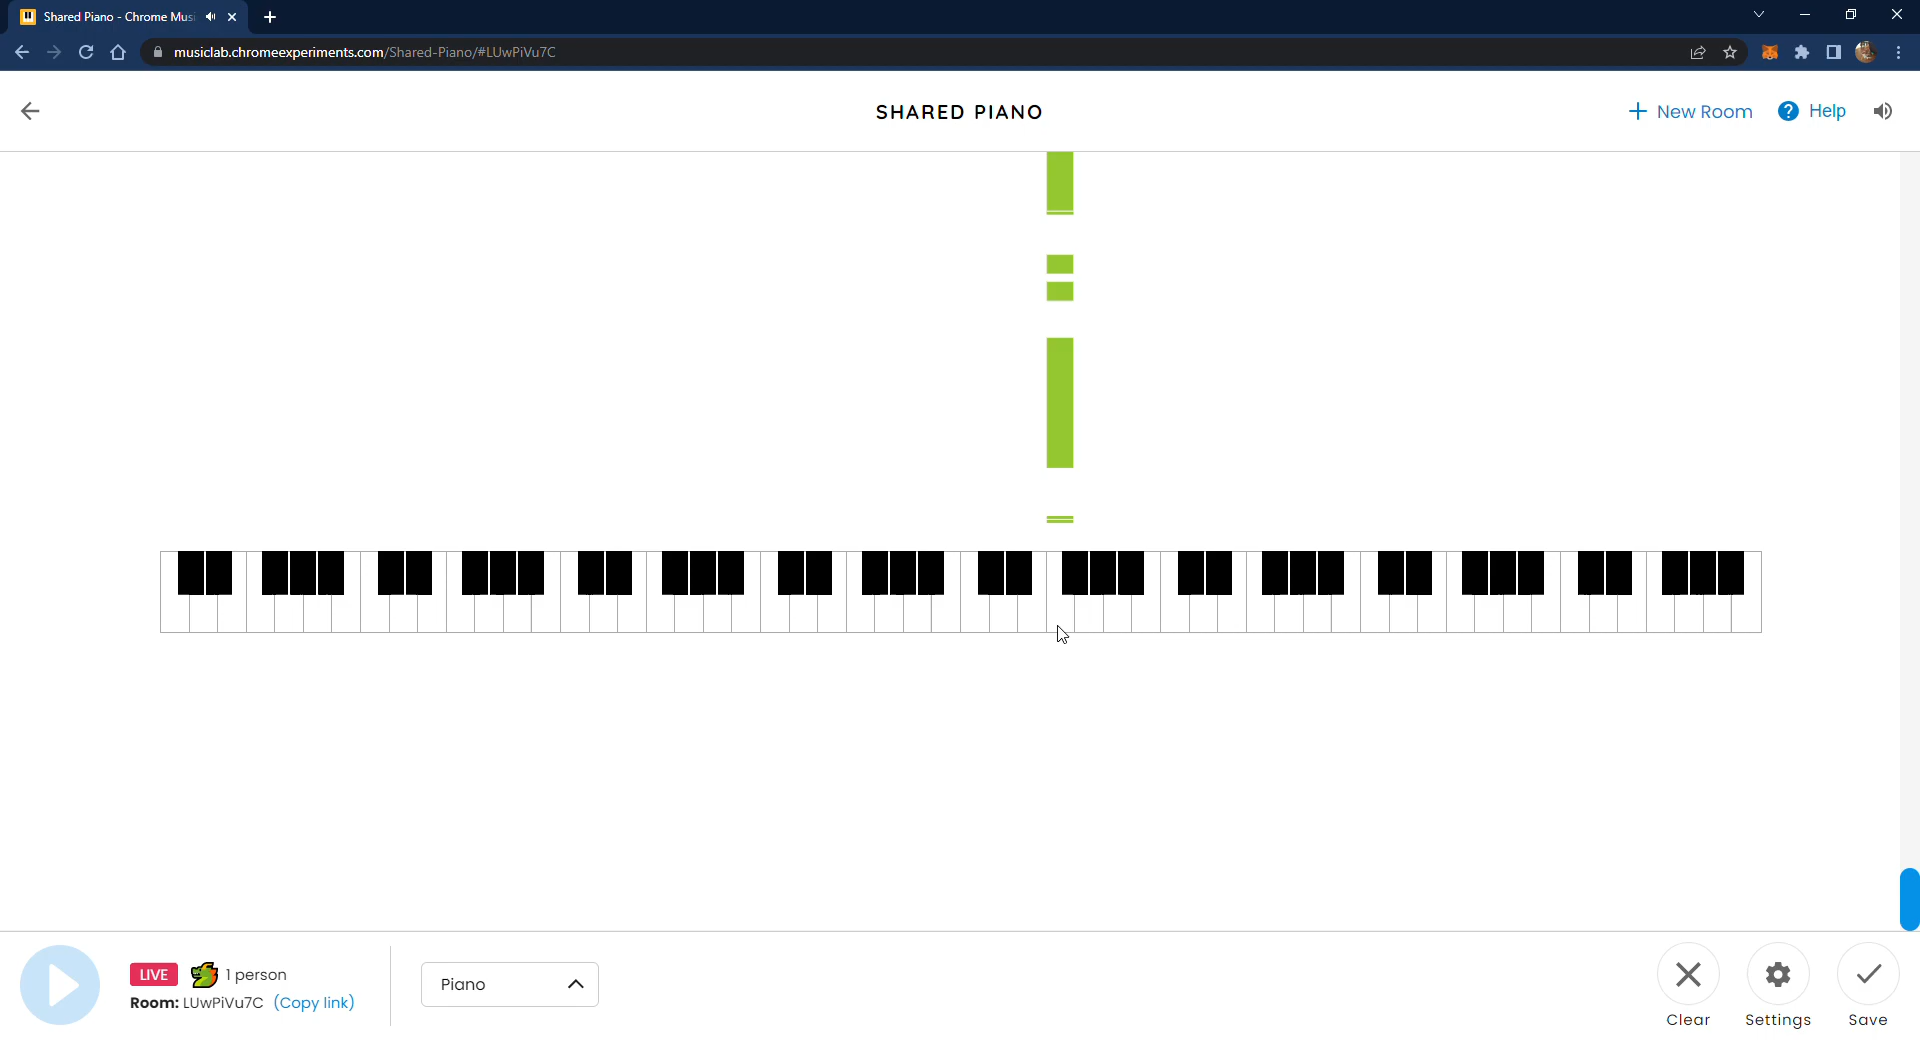 Shared Piano - Chrome Mus
musiclab.chromeexperiments.com/Shared-Piano/#LUwPiVu7C
SHARED PIANO
New Room
? Help
LIVE
1 person
Room: LUwPiVu7C (Copy link)
Piano
Clear
Settings
Save